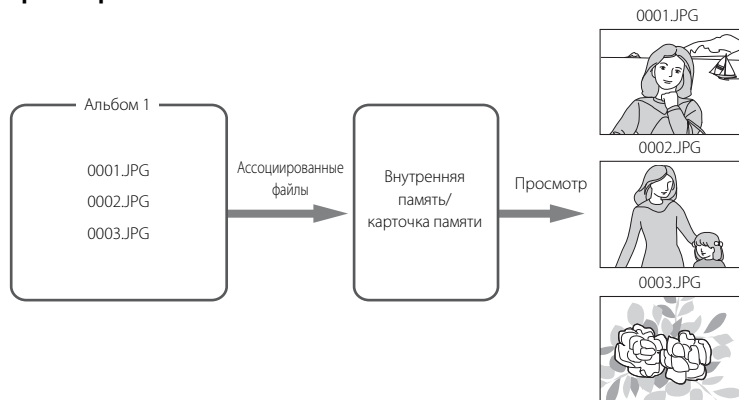 Альбом 1
0001.JPG
0002.JPG
0003.JPG
Ассоциированные
файлы
Внутренняя
память/
карточка памяти
Просмотр
0001.JPG
0002.JPG
0003.JPG